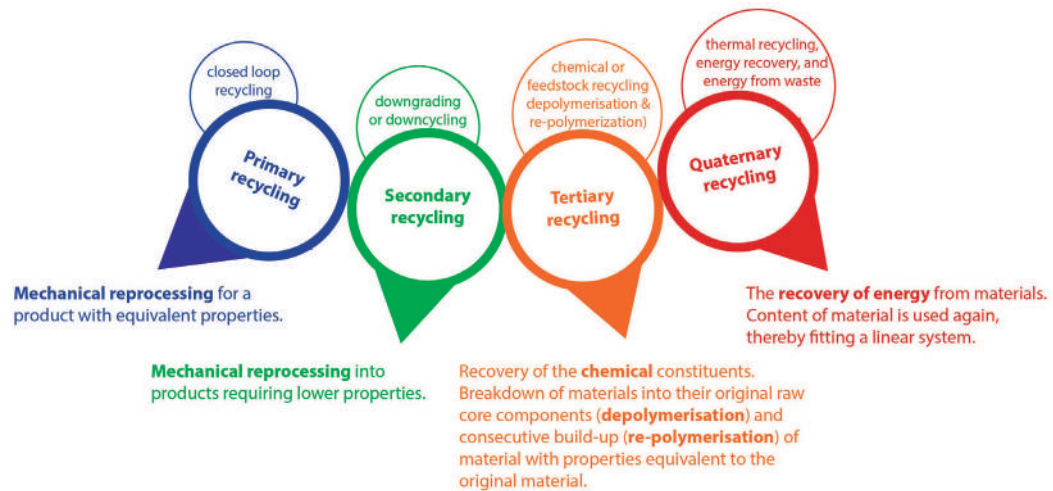 closed loop
recycling
Primary
recycling
Mechanical reprocessing for a
product with equivalent properties.
downgrading
or downcycling
Secondary
recycling
Mechanical reprocessing into
products requiring lower properties.
chemical or
feedstock recycling
depolymerisation &
re-polymerization)
Tertiary
recycling
Recovery of the chemical constituents.
Breakdown of materials into their original raw
core components (depolymerisation) and
consecutive build-up (re-polymerisation) of
material with properties equivalent to the
original material.
thermal recycling,
energy recovery, and
energy from waste
Quaternary
recycling
The recovery of energy from materials.
Content of material is used again,
thereby fitting a linear system.